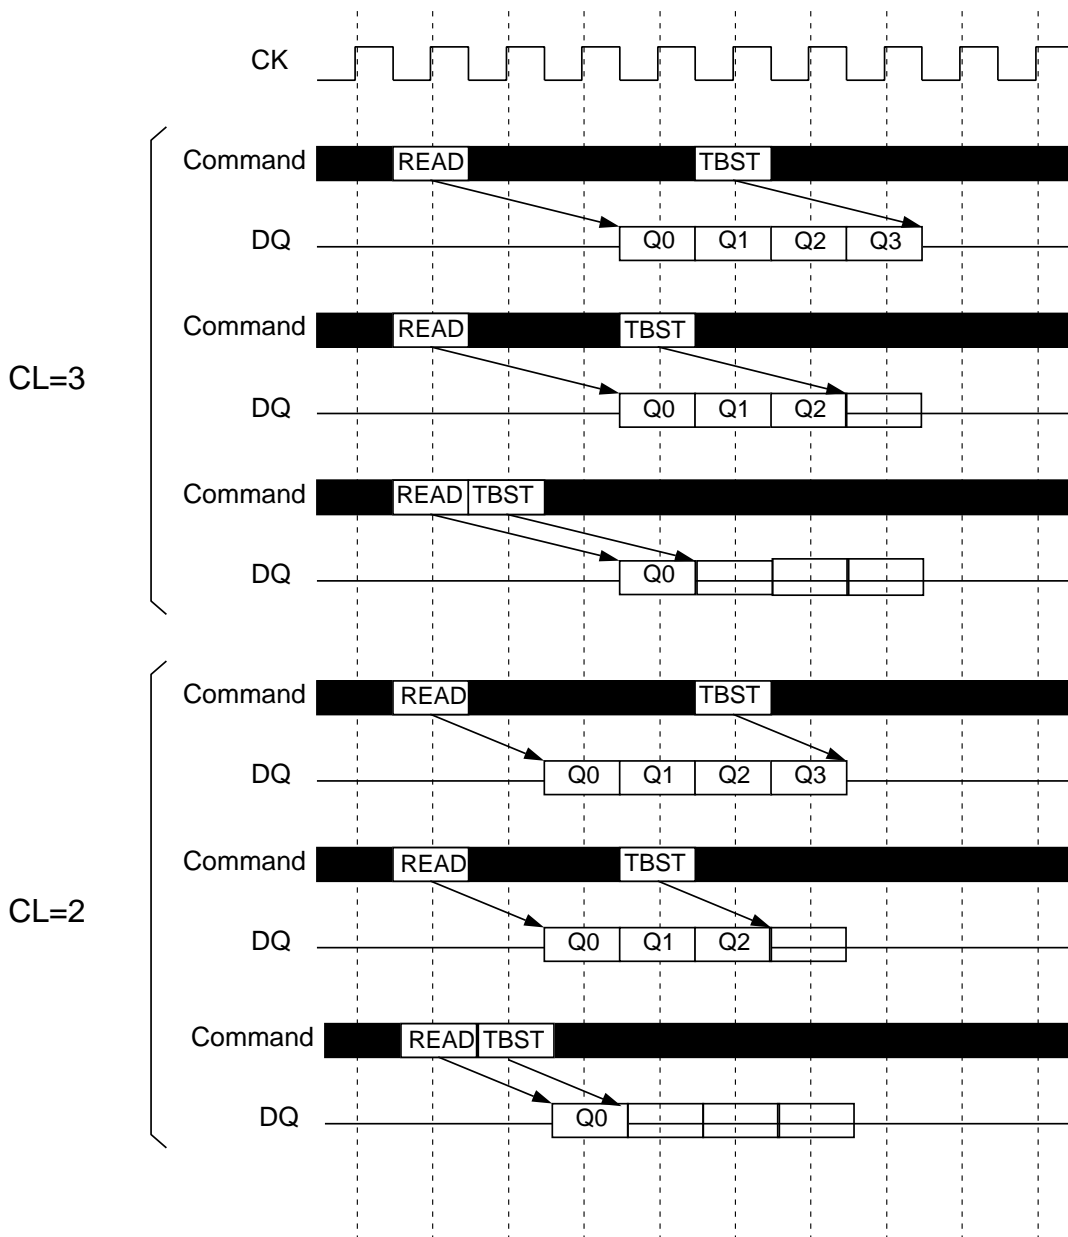 CK
Command READ TBST
DQ Q0 Q1 Q2 Q3
Command READ TBST
CL=3
DQ Q0 Q1 Q2
Command READ TBST
DQ Q0
Command READ TBST
DQ Q0 Q1 Q2 Q3
Command READ TBST
CL=2
DQ Q0 Q1 Q2
Command READ TBST
DQ Q0